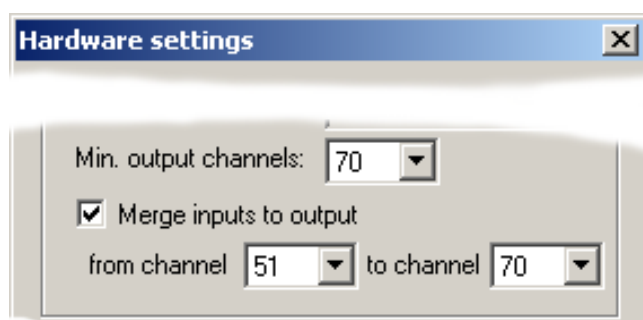 Hardware settings
Min. output channels: 70
Merge inputs to output
from channel 51 to channel 70